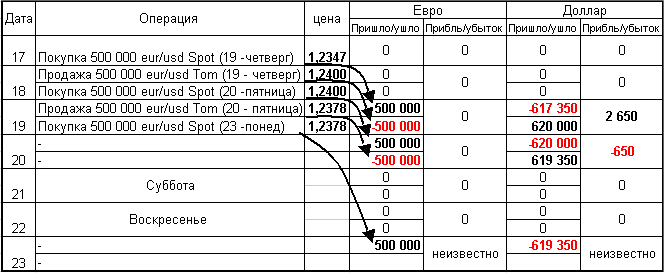 Дата Операция цена Евро Доллар
Пришло/ушло Прибль/убыток Пришло/ушло Прибль/убыток
0 0 0 0
17 Покупка 500 000 eur/usd Spot (19 -четверг) 1,2347 0 0
Продажа 500 000 eur/usd Tom (19 - четверг) 1,2400 0 0 0 0
18 Покупка 500 000 eur/usd Spot (20 -пятница) 1,2400 0 0
Продажа 500 000 eur/usd Tom (20 - пятница) 1,2378 500 000 0 -617 350 2 650
19 Покупка 500 000 eur/usd Spot (23 -понед) 1,2378 -500 000 620 000
- 500 000 0 -620 000 -650
20 - -500 000 619 350
Суббота 0 0 0 0
21 0 0
Воскресенье 0 0 0 0
22 0 0
- 500 000 неизвестно -619 350 неизвестно
23 -